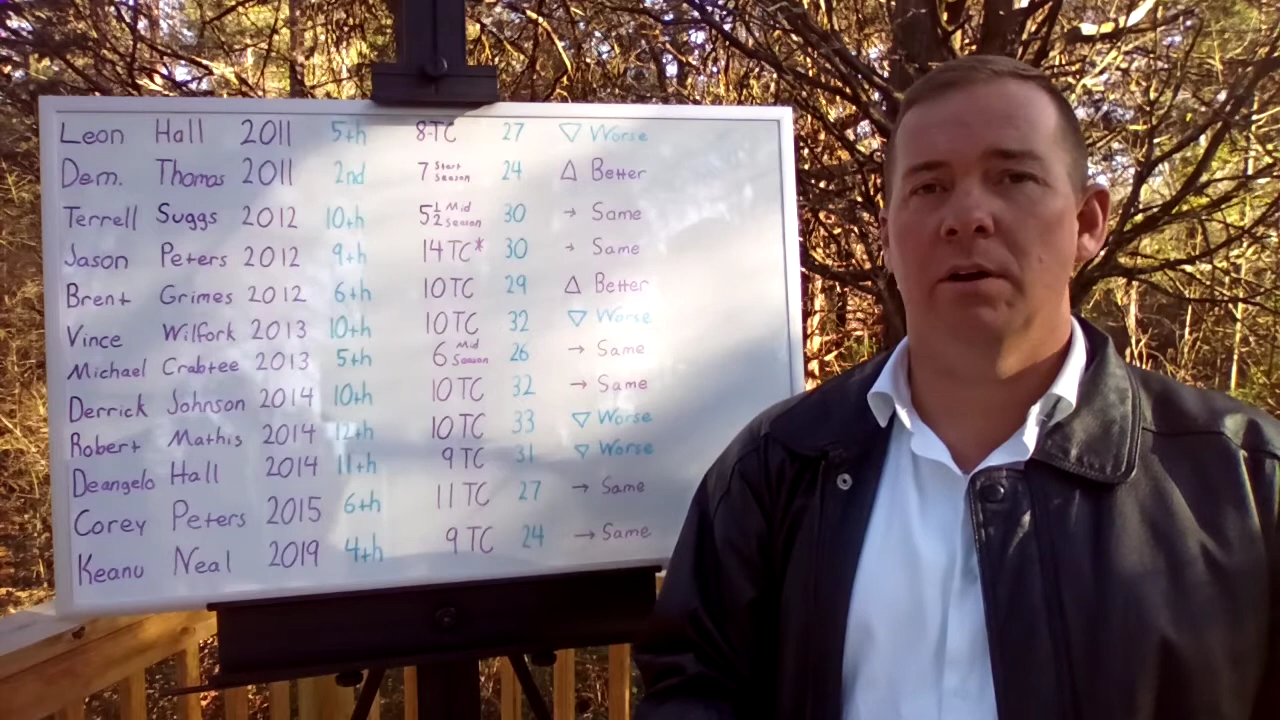 Leon Hall 2011 5th 8-TC 27 ▽ Worse
Dem. Thomas 2011 2nd 7 Start Season 24 △ Better
Terrell Suggs 2012 10th 5½ Mid Season 30 → Same
Jason Peters 2012 9th 14 TC* 30 → Same
Brent Grimes 2012 6th 10 TC 29 △ Better
Vince Wilfork 2013 10th 10 TC 32 ▽ Worse
Michael Crabtee 2013 5th 6 Mid Season 26 → Same
Derrick Johnson 2014 10th 10 TC 32 → Same
Robert Mathis 2014 12th 10 TC 33 ▽ Worse
Deangelo Hall 2014 11th 9 TC 31 ▽ Worse
Corey Peters 2015 6th 11 TC 27 → Same
Keanu Neal 2019 4th 9 TC 24 → Same